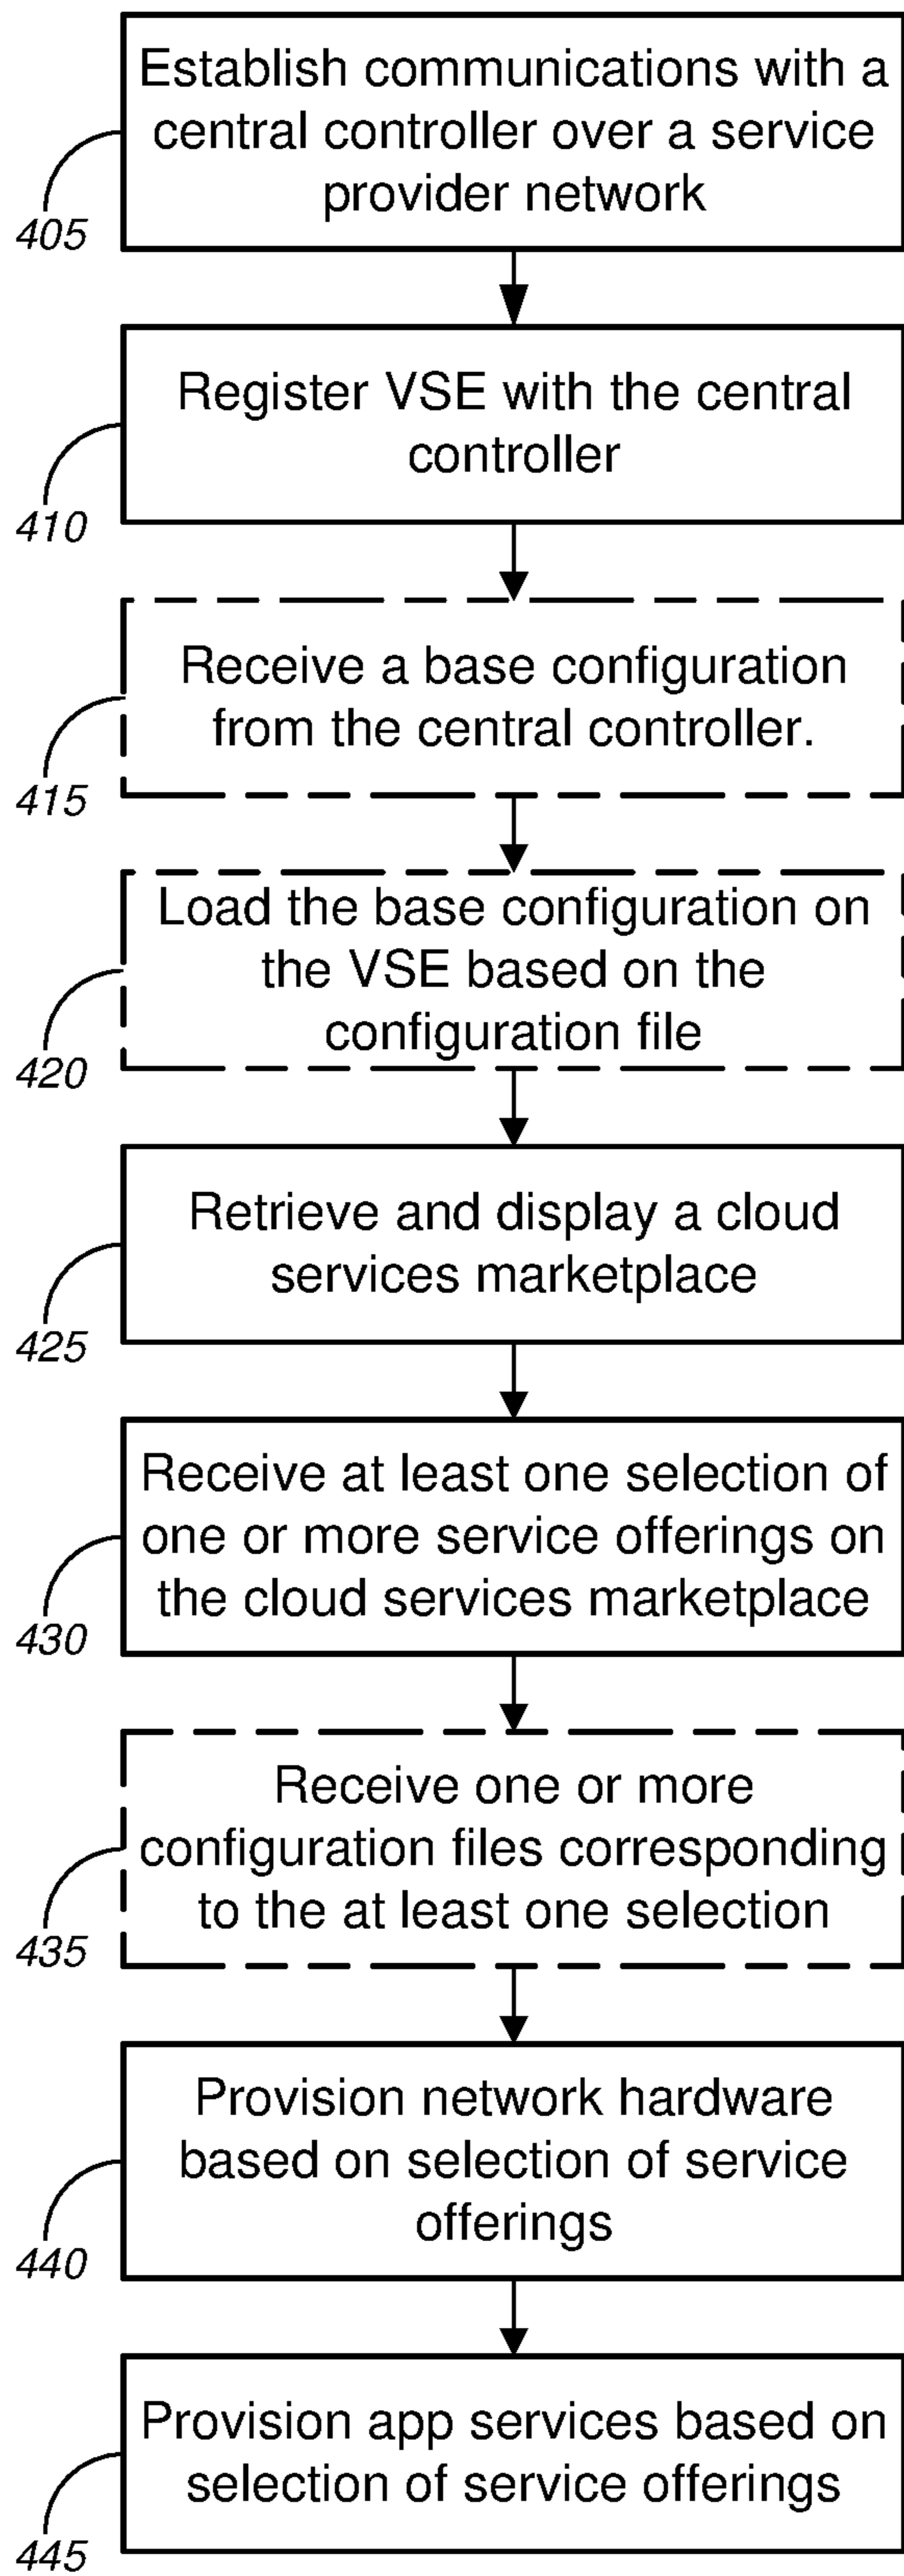 Establish communications with a
central controller over a service
provider network
405
Register VSE with the central
controller
410
Receive a base configuration
from the central controller.
415
Load the base configuration on
the VSE based on the
configuration file
420
Retrieve and display a cloud
services marketplace
425
Receive at least one selection of
one or more service offerings on
the cloud services marketplace
430
Receive one or more
configuration files corresponding
to the at least one selection
435
Provision network hardware
based on selection of service
offerings
440
Provision app services based on
selection of service offerings
445